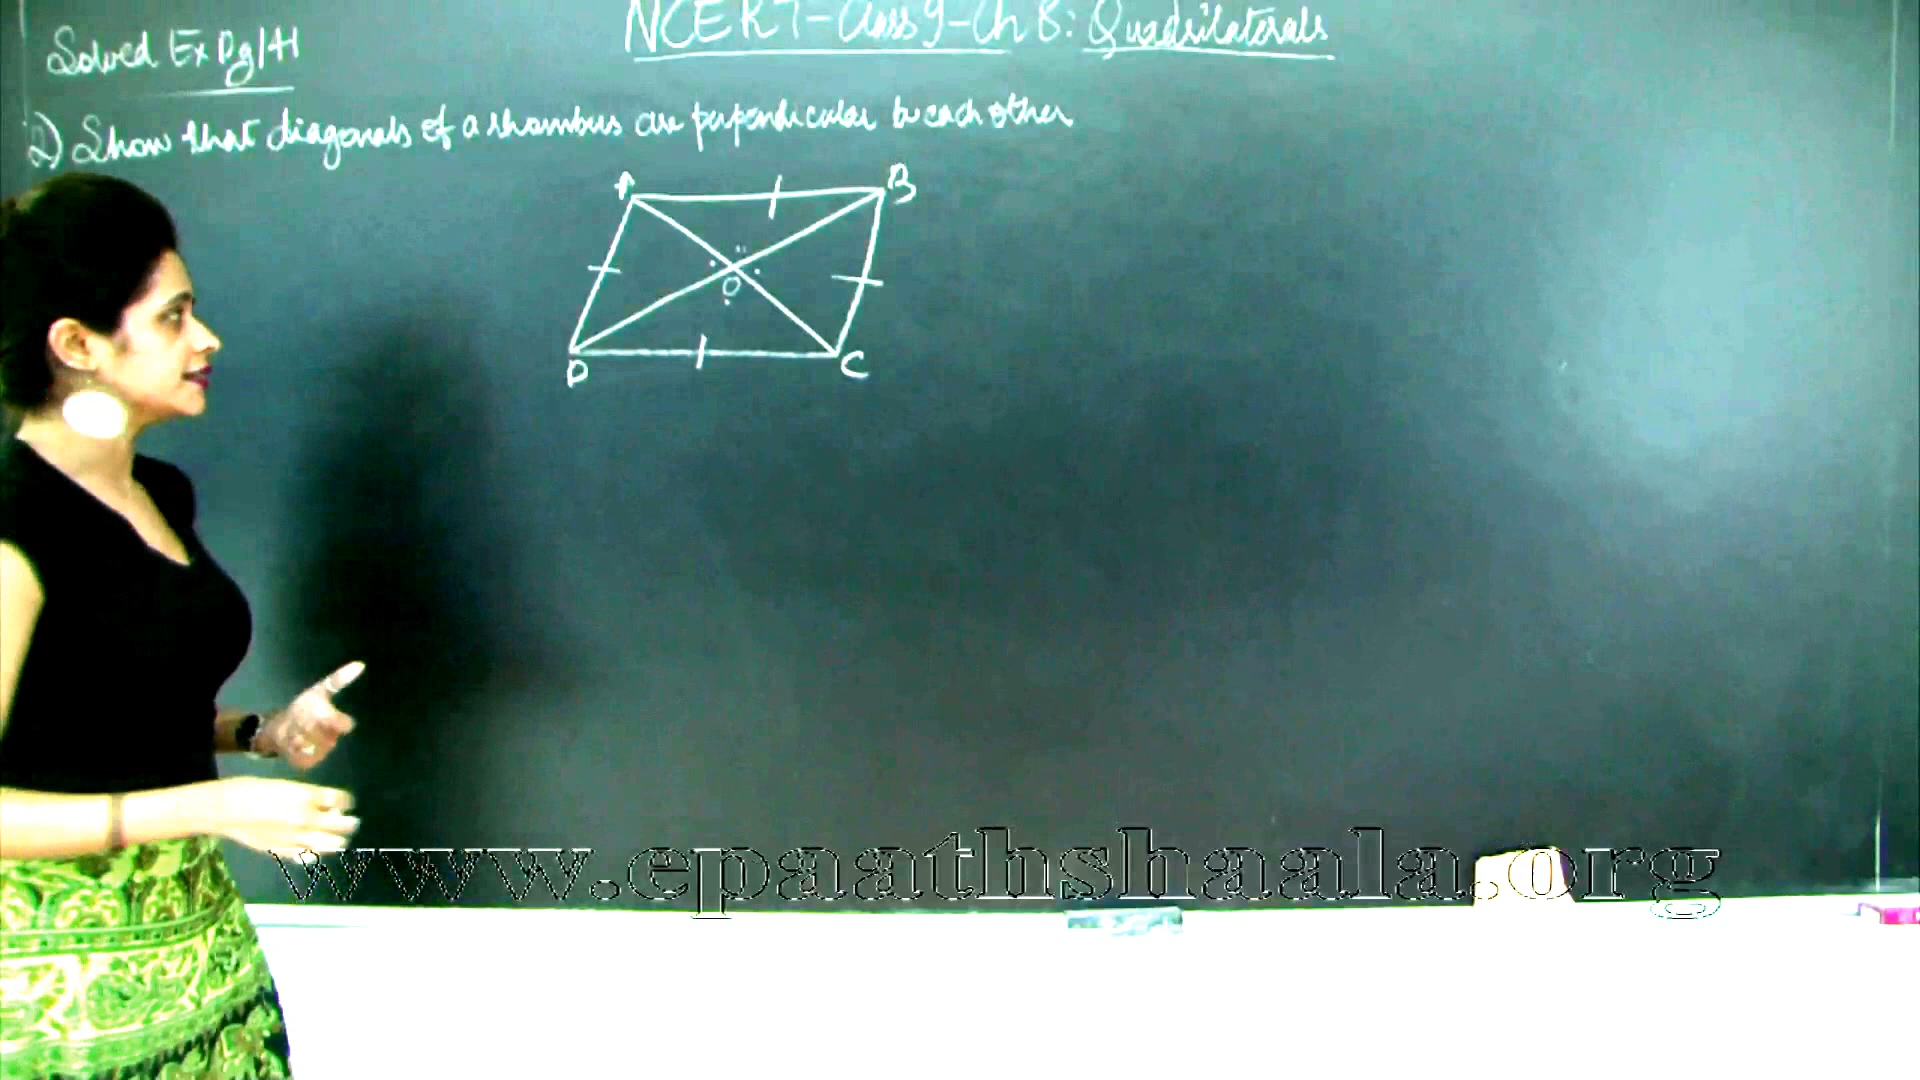 NCERT-Class 9-Ch 8: Quadrilaterals
Solved Ex Pg 141
2) Show that diagonals of a rhombus are perpendicular to each other
A
B
O
D
C
www.epaathshaala.org